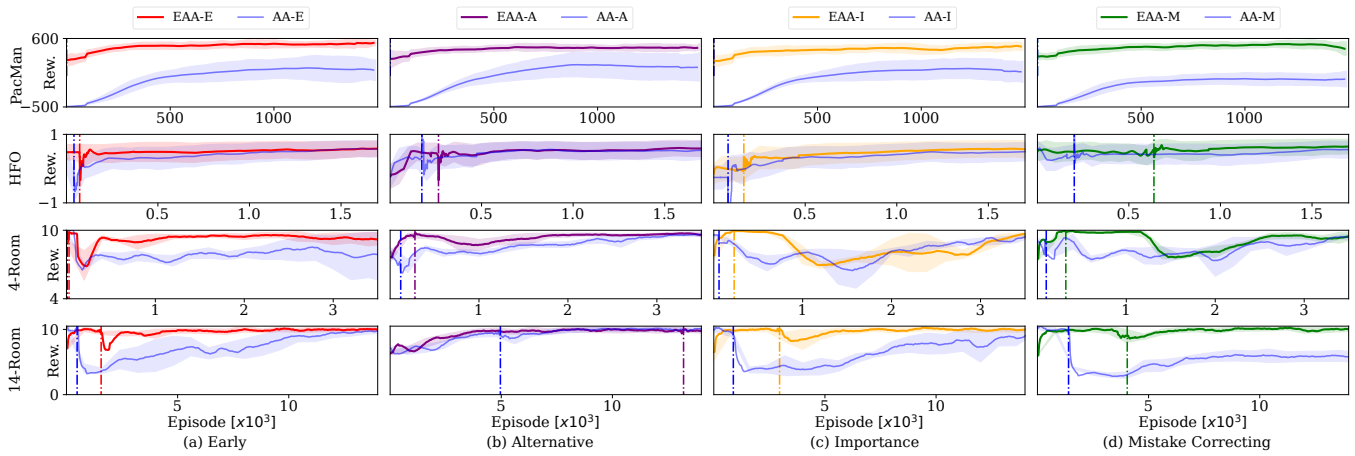 EAA-E AA-E EAA-A AA-A EAA-I AA-I EAA-M AA-M
PacMan
Rew.
600
−500
500 1000 500 1000 500 1000 500 1000
HFO
Rew.
1
−1
0.5 1.0 1.5 0.5 1.0 1.5 0.5 1.0 1.5 0.5 1.0 1.5
4-Room
Rew.
10
4
1 2 3 1 2 3 1 2 3 1 2 3
14-Room
Rew.
10
0
5 10 5 10 5 10 5 10
Episode [x10³] Episode [x10³] Episode [x10³] Episode [x10³]
(a) Early (b) Alternative (c) Importance (d) Mistake Correcting